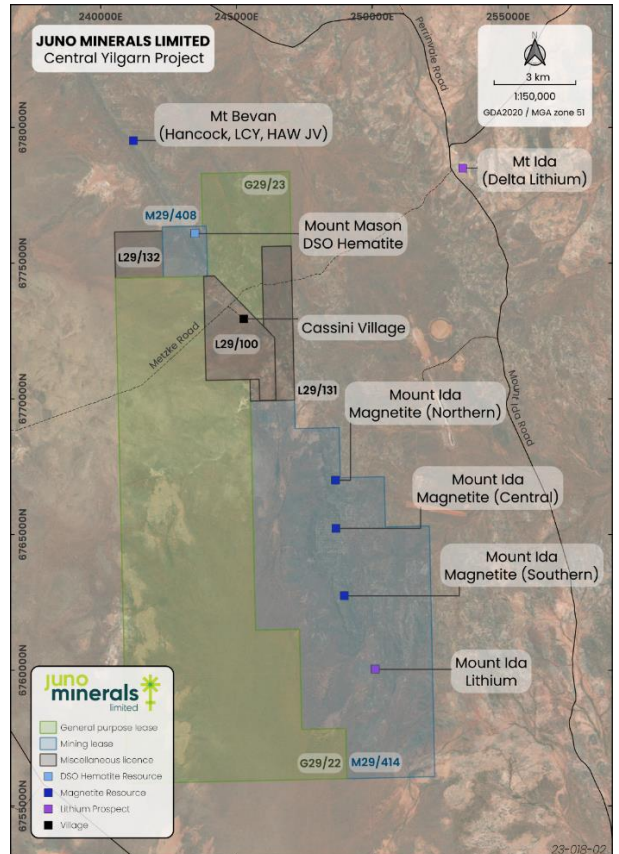 240000E
245000E
250000E
255000E
JUNO MINERALS LIMITED
Central Yilgarn Project
N
3 km
1:150,000
GDA2020 / MGA zone 51
Perrinvale Road
6780000N
Mt Bevan
(Hancock, LCY, HAW JV)
Mt Ida
(Delta Lithium)
G29/23
M29/408
Mount Mason
DSO Hematite
L29/132
6775000N
Cassini Village
Metzke Road
L29/100
L29/131
Mount Ida Road
6770000N
Mount Ida
Magnetite (Northern)
Mount Ida
Magnetite (Central)
6765000N
Mount Ida
Magnetite (Southern)
Mount Ida
Lithium
6760000N
juno
minerals
limited
General purpose lease
Mining lease
Miscellaneous licence
DSO Hematite Resource
Magnetite Resource
Lithium Prospect
Village
G29/22
M29/414
6755000N
23-018-02